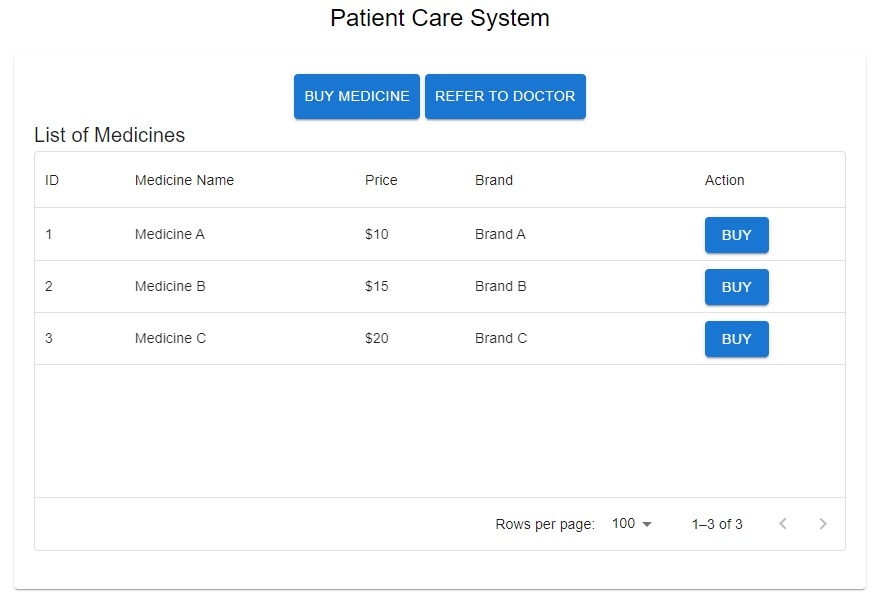 Patient Care System
BUY MEDICINE REFER TO DOCTOR
List of Medicines
ID Medicine Name Price Brand Action
1 Medicine A $10 Brand A BUY
2 Medicine B $15 Brand B BUY
3 Medicine C $20 Brand C BUY
Rows per page: 100 1–3 of 3